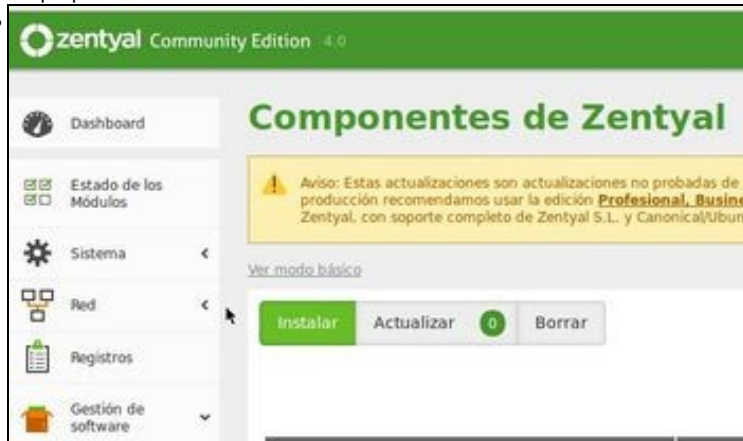 zentyal Community Edition 4.0
Dashboard
Estado de los
Módulos
Sistema
Red
Registros
Gestión de
software
Componentes de Zentyal
Aviso: Estas actualizaciones son actualizaciones no probadas de
producción recomendamos usar la edición Profesional, Busine
Zentyal, con soporte completo de Zentyal S.L. y Canonical/Ubun
Ver modo básico
Instalar Actualizar 0 Borrar